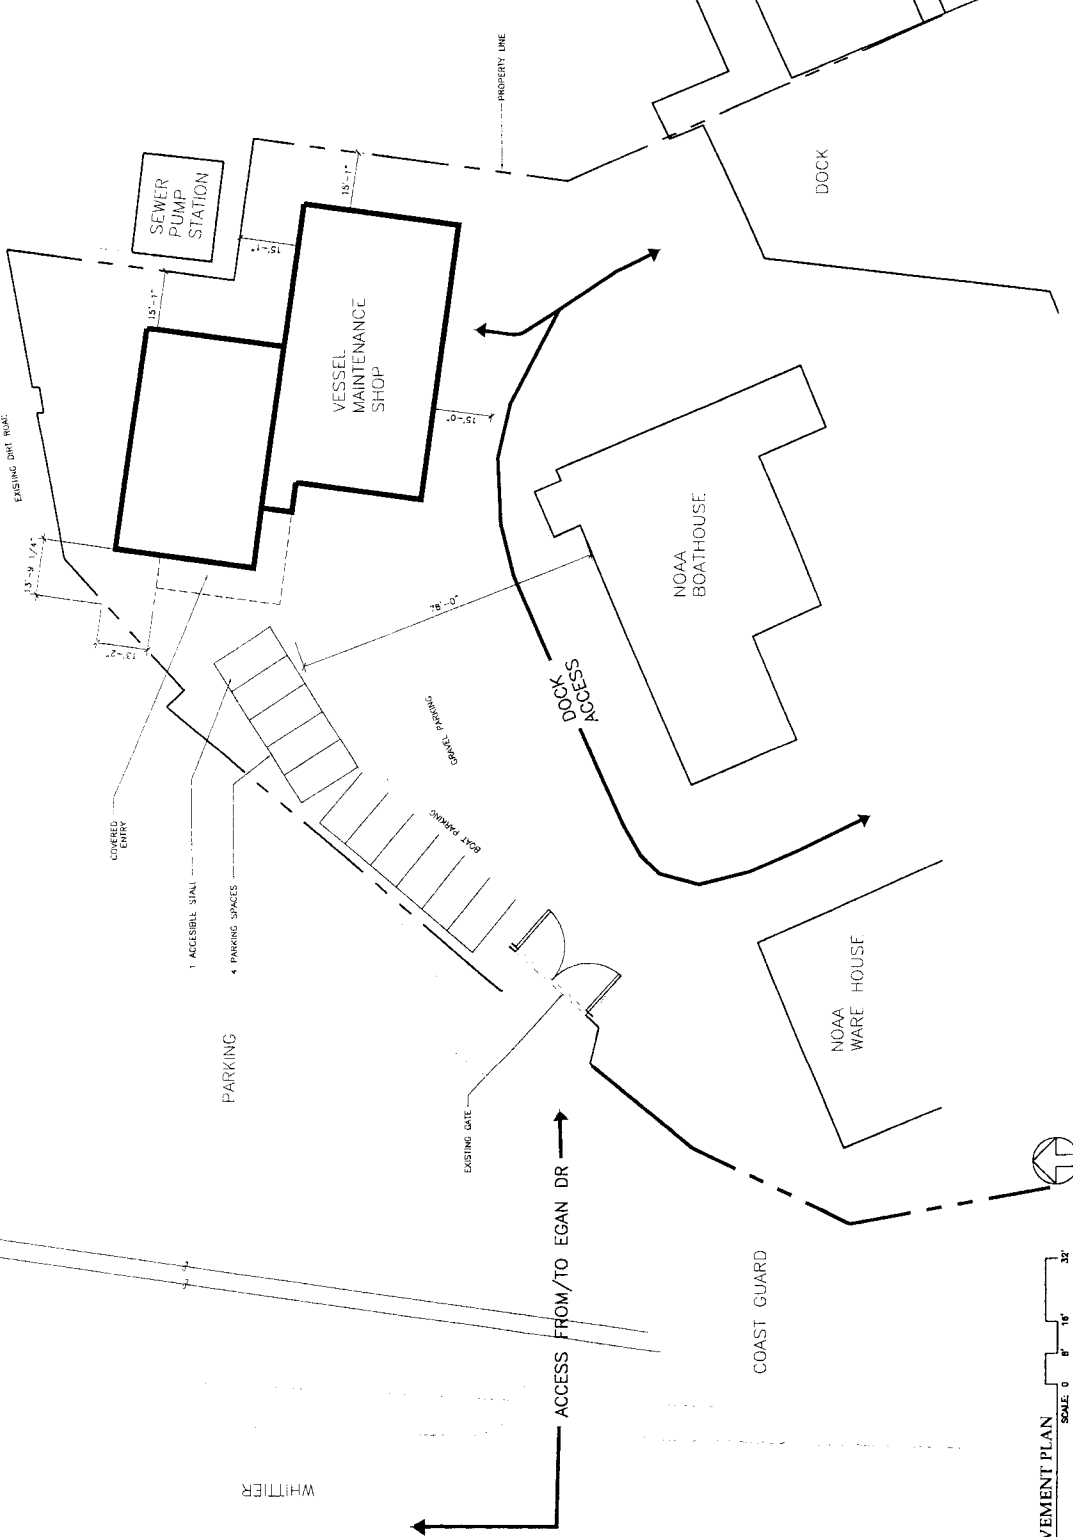 PROPERTY LINE
SEWER
PUMP
STATION
DOCK
15'-1"
15'-1"
15'-1"
VESSEL
MAINTENANCE
SHOP
15'-0"
EXISTING DIRT ROAD
13'-9 1/4"
13'-2"
NOAA
BOATHOUSE
DOCK
ACCESS
GRAVEL PARKING
BOAT PARKING
COVERED
ENTRY
1 ACCESIBLE STALL
4 PARKING SPACES
PARKING
EXISTING GATE
NOAA
WARE HOUSE
ACCESS FROM/TO EGAN DR
COAST GUARD
WHITTIER
VEMENT PLAN
SCALE: 0 8' 16' 32'